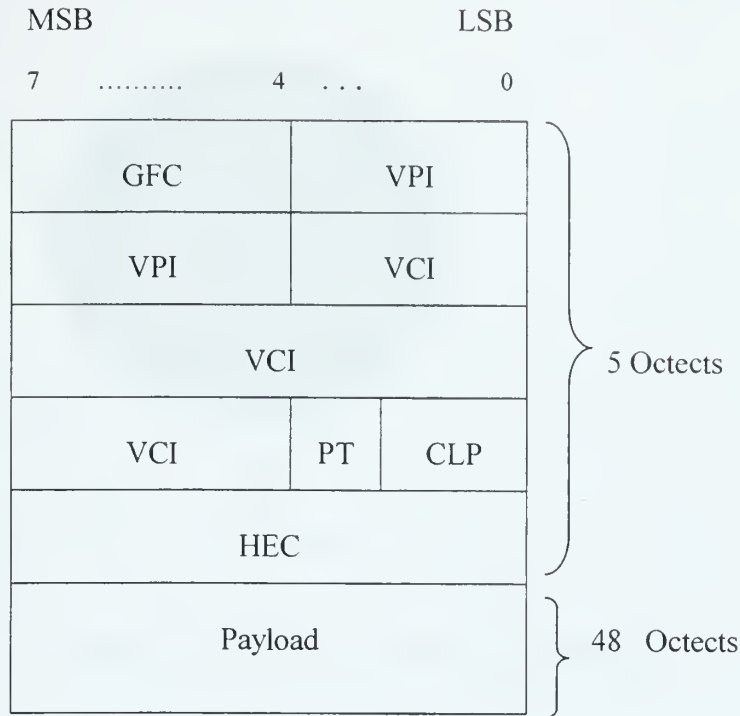 MSB LSB
7 .......... 4 ... 0
GFC VPI
VPI VCI
VCI
5 Octects
VCI PT CLP
HEC
Payload
48 Octects